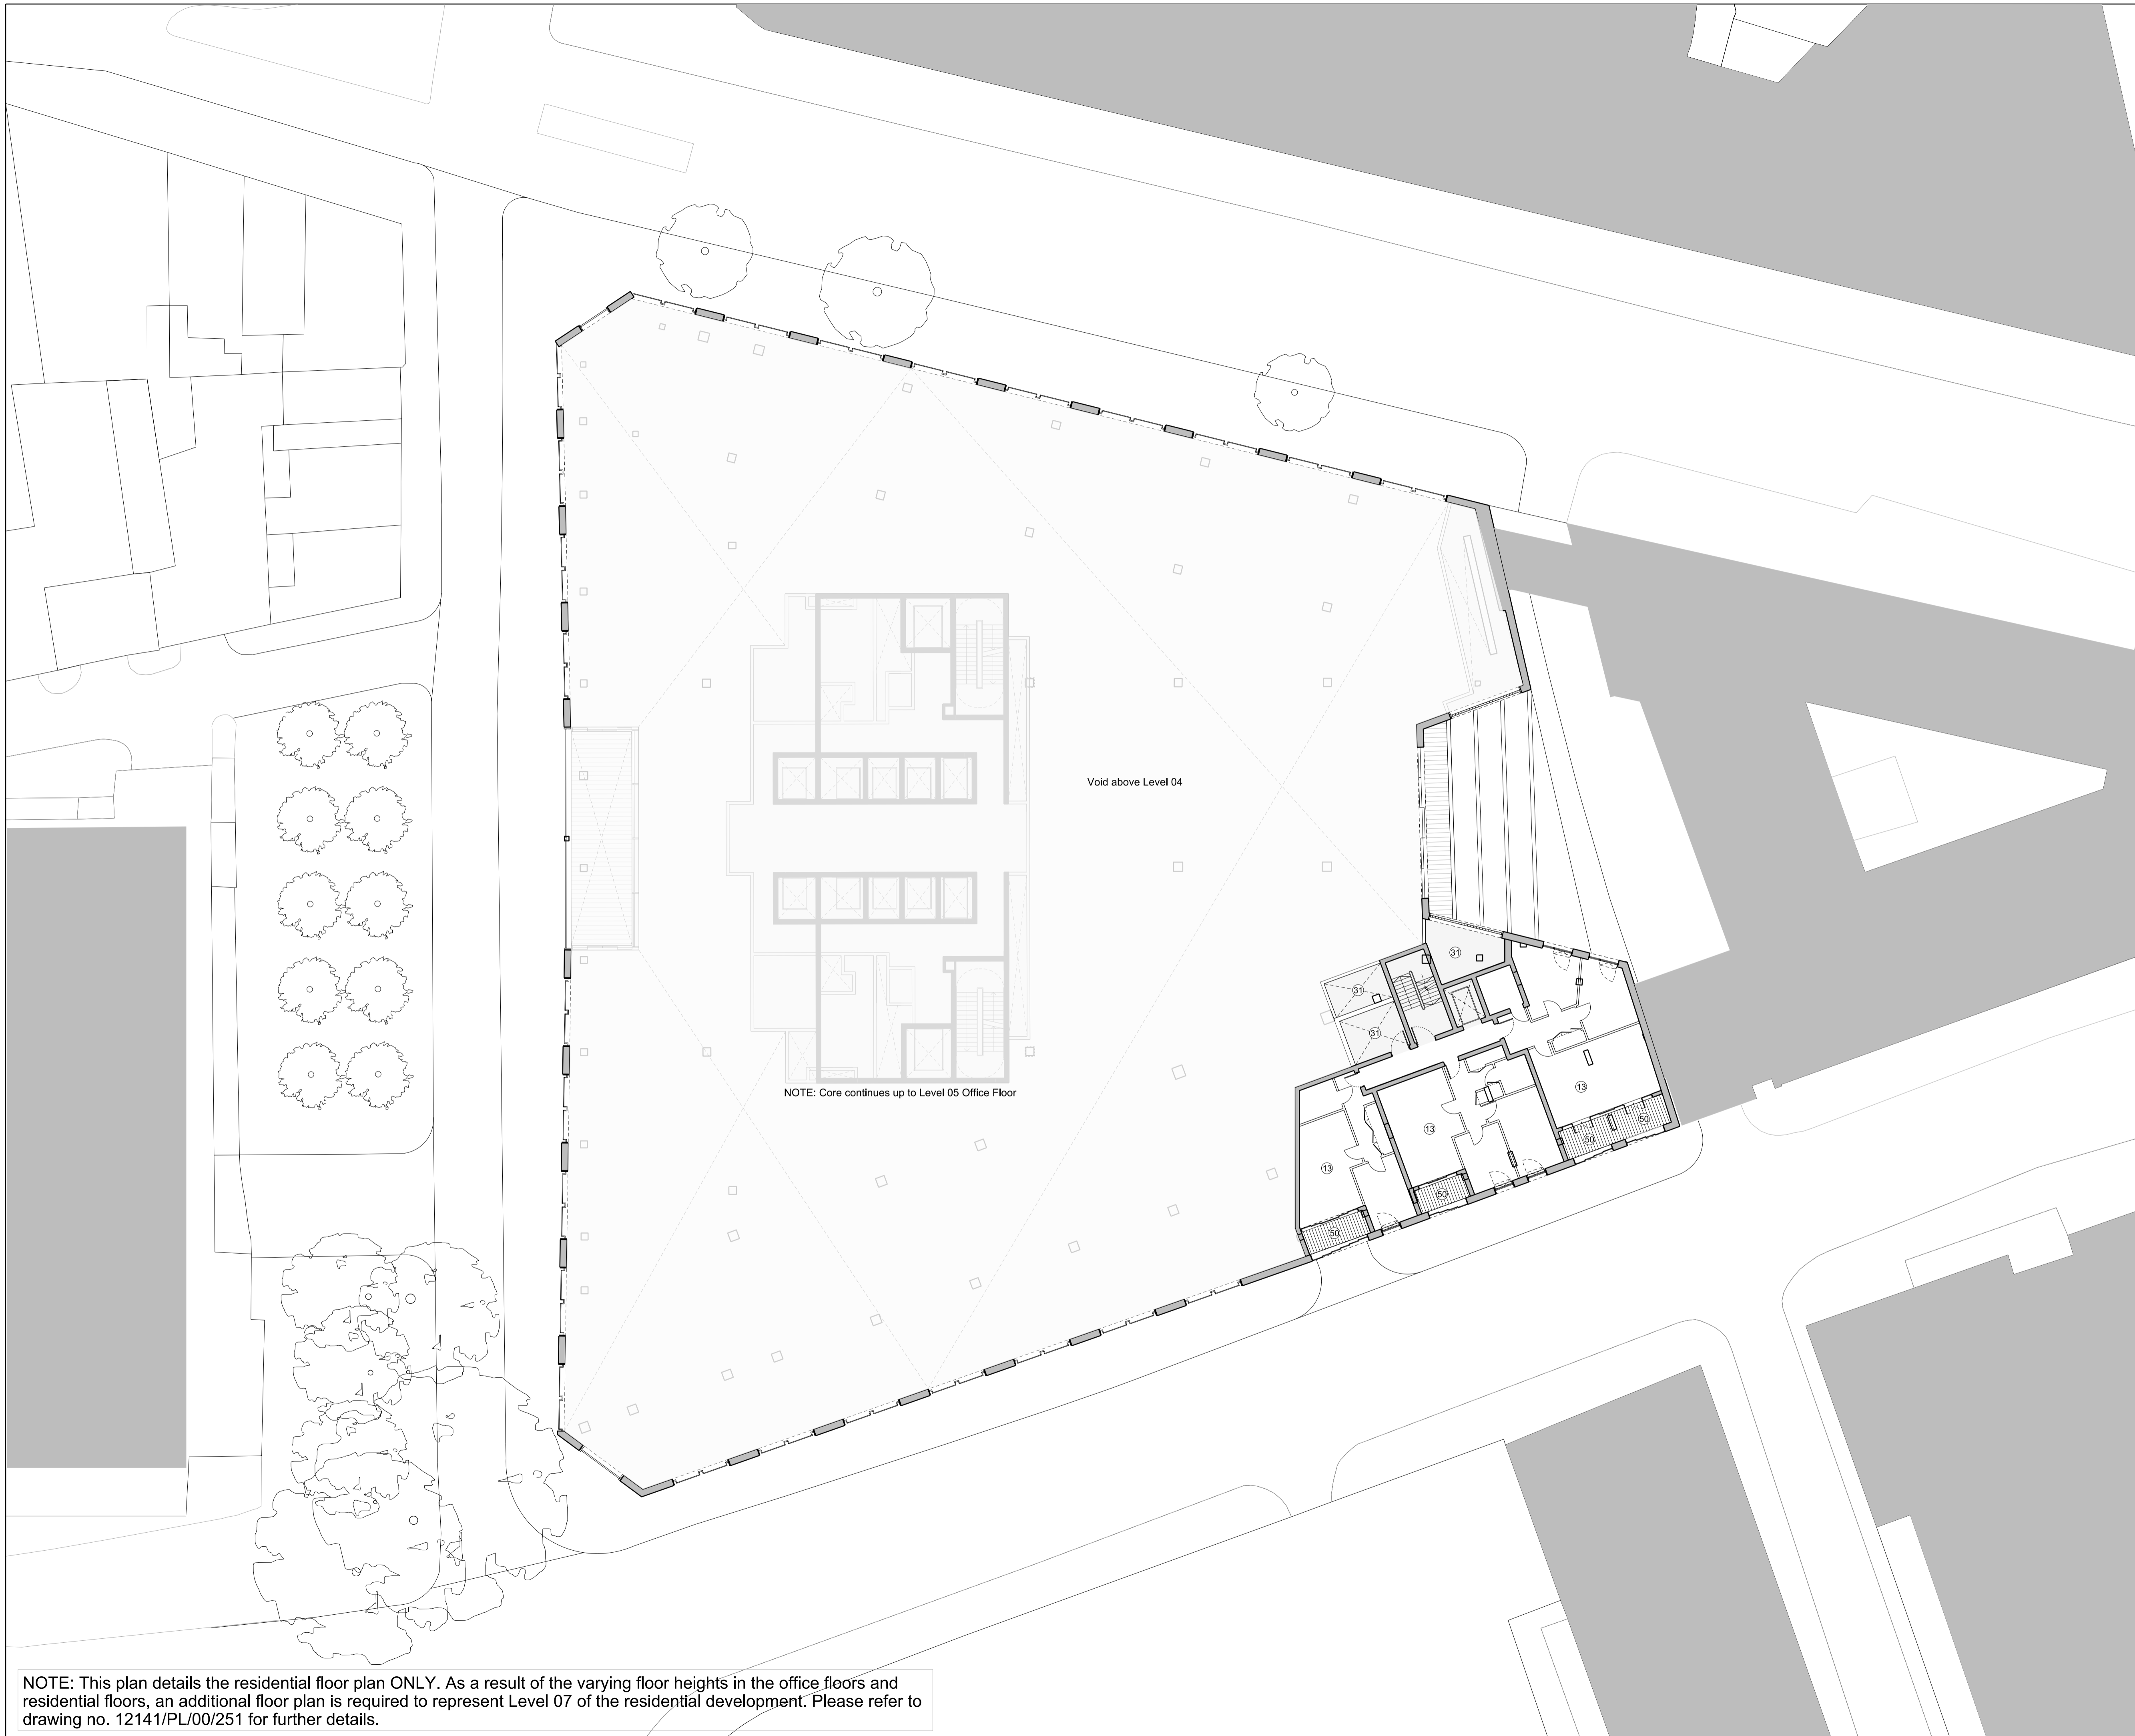 Void above Level 04
31
31
31
NOTE: Core continues up to Level 05 Office Floor
13
13
13
50
50
50
50
NOTE: This plan details the residential floor plan ONLY. As a result of the varying floor heights in the office floors and
residential floors, an additional floor plan is required to represent Level 07 of the residential development. Please refer to
drawing no. 12141/PL/00/251 for further details.